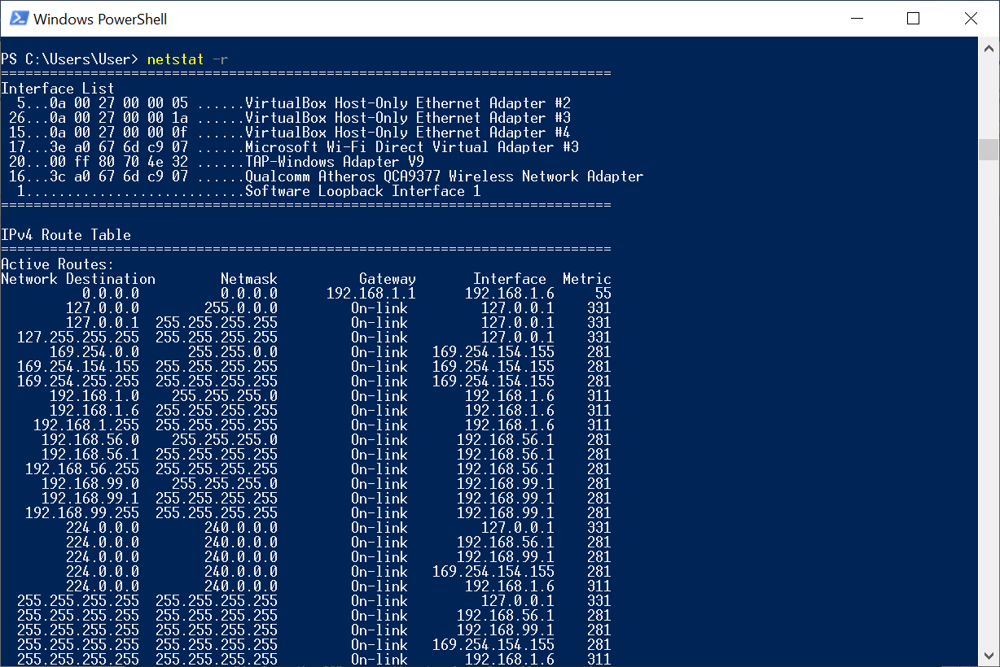 Windows PowerShell
PS C:\Users\User> netstat -r
===========================================================================
Interface List
  5...0a 00 27 00 00 05 ......VirtualBox Host-Only Ethernet Adapter #2
 26...0a 00 27 00 00 1a ......VirtualBox Host-Only Ethernet Adapter #3
 15...0a 00 27 00 00 0f ......VirtualBox Host-Only Ethernet Adapter #4
 17...3e a0 67 6d c9 07 ......Microsoft Wi-Fi Direct Virtual Adapter #3
 20...00 ff 80 70 4e 32 ......TAP-Windows Adapter V9
 16...3c a0 67 6d c9 07 ......Qualcomm Atheros QCA9377 Wireless Network Adapter
  1...........................Software Loopback Interface 1
===========================================================================
IPv4 Route Table
===========================================================================
Active Routes:
Network Destination        Netmask          Gateway       Interface  Metric
          0.0.0.0          0.0.0.0      192.168.1.1      192.168.1.6     55
        127.0.0.0        255.0.0.0         On-link         127.0.0.1    331
        127.0.0.1  255.255.255.255         On-link         127.0.0.1    331
  127.255.255.255  255.255.255.255         On-link         127.0.0.1    331
      169.254.0.0      255.255.0.0         On-link   169.254.154.155    281
  169.254.154.155  255.255.255.255         On-link   169.254.154.155    281
  169.254.255.255  255.255.255.255         On-link   169.254.154.155    281
      192.168.1.0    255.255.255.0         On-link       192.168.1.6    311
      192.168.1.6  255.255.255.255         On-link       192.168.1.6    311
    192.168.1.255  255.255.255.255         On-link       192.168.1.6    311
     192.168.56.0    255.255.255.0         On-link      192.168.56.1    281
     192.168.56.1  255.255.255.255         On-link      192.168.56.1    281
   192.168.56.255  255.255.255.255         On-link      192.168.56.1    281
     192.168.99.0    255.255.255.0         On-link      192.168.99.1    281
     192.168.99.1  255.255.255.255         On-link      192.168.99.1    281
   192.168.99.255  255.255.255.255         On-link      192.168.99.1    281
        224.0.0.0        240.0.0.0         On-link         127.0.0.1    331
        224.0.0.0        240.0.0.0         On-link      192.168.56.1    281
        224.0.0.0        240.0.0.0         On-link      192.168.99.1    281
        224.0.0.0        240.0.0.0         On-link   169.254.154.155    281
        224.0.0.0        240.0.0.0         On-link       192.168.1.6    311
  255.255.255.255  255.255.255.255         On-link         127.0.0.1    331
  255.255.255.255  255.255.255.255         On-link      192.168.56.1    281
  255.255.255.255  255.255.255.255         On-link      192.168.99.1    281
  255.255.255.255  255.255.255.255         On-link   169.254.154.155    281
  255.255.255.255  255.255.255.255         On-link       192.168.1.6    311